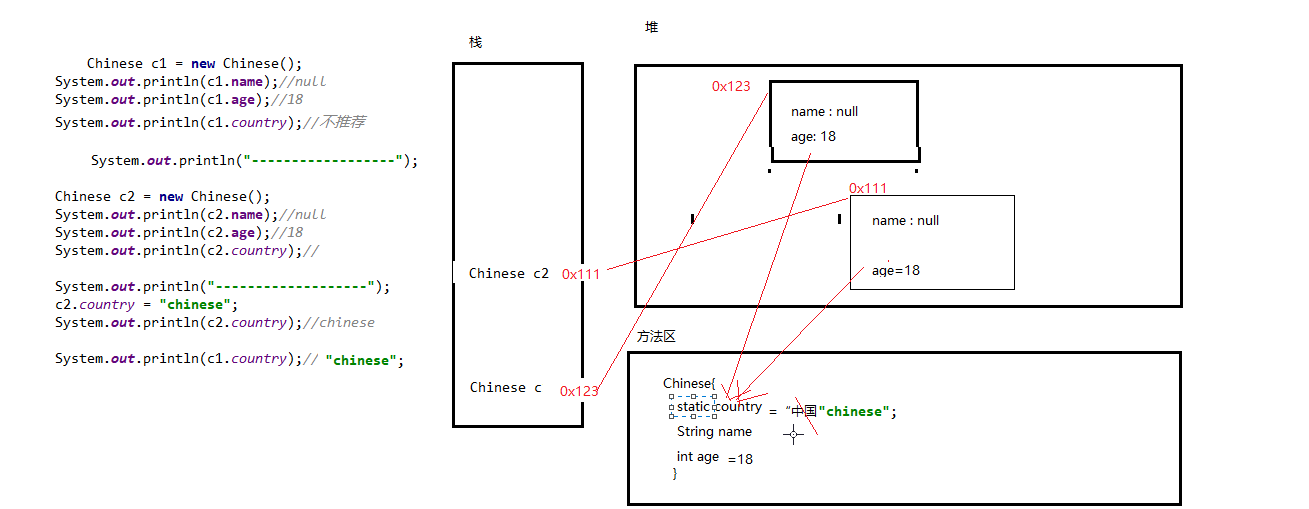 Chinese c1 = new Chinese();
System.out.println(c1.name);//null
System.out.println(c1.age);//18
System.out.println(c1.country);//不推荐
System.out.println("------------------");
Chinese c2 = new Chinese();
System.out.println(c2.name);//null
System.out.println(c2.age);//18
System.out.println(c2.country);//
System.out.println("-------------------");
c2.country = "chinese";
System.out.println(c2.country);//chinese
System.out.println(c1.country);// "chinese";
栈
Chinese c2 0x111
Chinese c 0x123
堆
0x123
name : null
age: 18
0x111
name : null
age=18
方法区
Chinese{
static country = “中国"chinese";
String name
int age =18
}